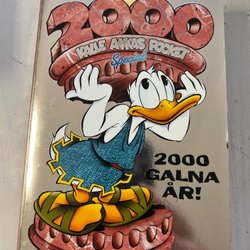 2000
KALLE ANKAS POCKET
Special
2000
GALNA
ÅR!